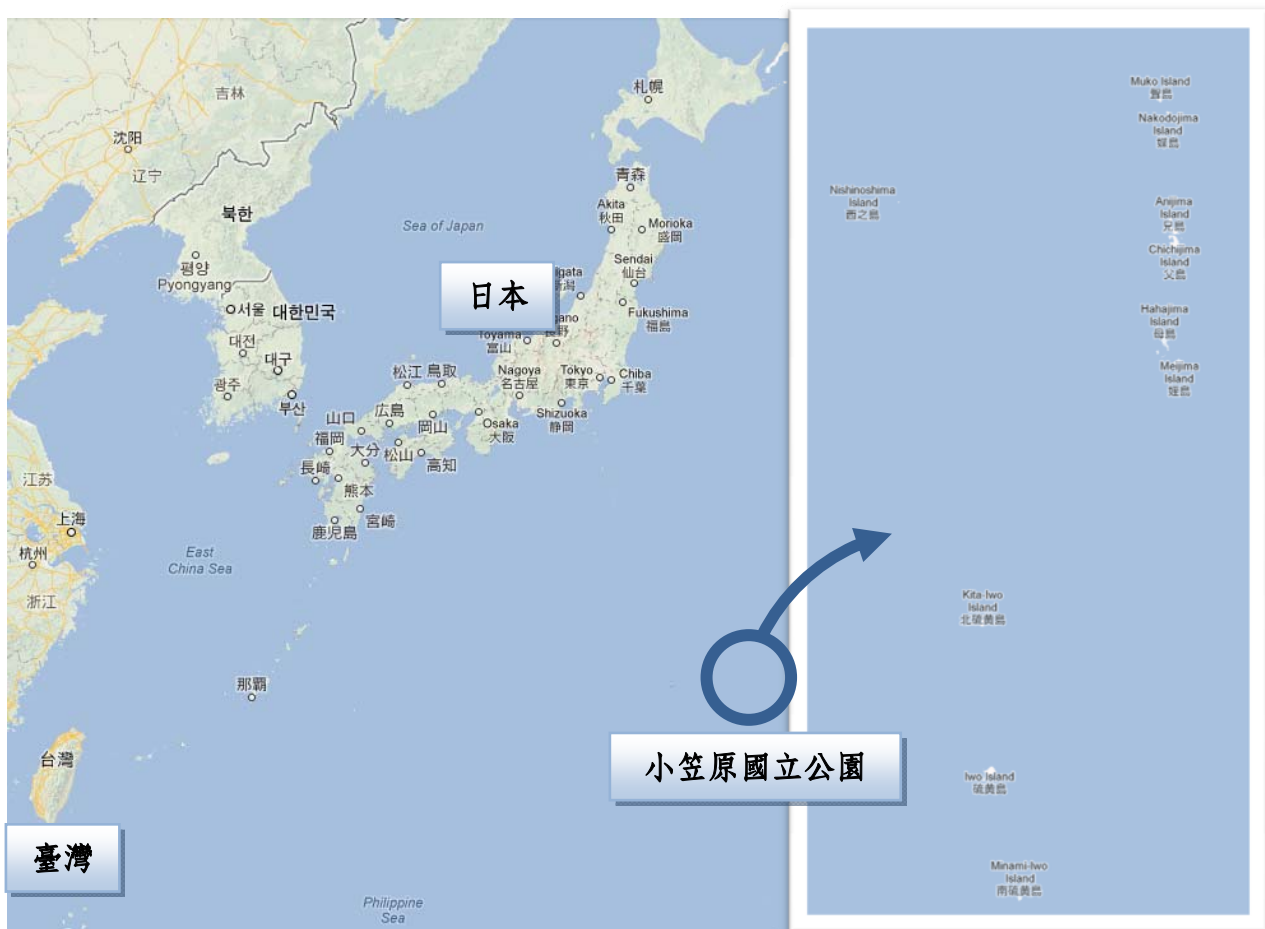 吉林
沈阳
辽宁
북한
평양
Pyongyang
서울 대한민국
대전
대구
광주
부산
Sea of Japan
札幌
青森
Akita
秋田
Morioka
盛岡
Sendai
仙台
Fukushima
福島
日本
Toyama
富山
Nagoya
名古屋
Tokyo
東京
Chiba
千葉
Shizuoka
静岡
Osaka
大阪
松江
鳥取
広島
岡山
山口
福岡
大分
松山
高知
長崎
熊本
宮崎
鹿児島
江苏
上海
杭州
浙江
East
China Sea
那覇
台灣
臺灣
Philippine
Sea
小笠原國立公園
Muko Island
Nakodojima
Island
Nishinoshima
Island
西之島
Anijima
Island
兄島
Chichijima
Island
父島
Hahajima
Island
母島
Meijima
Island
姪島
Kita-Iwo
Island
北硫黄島
Iwo Island
硫黄島
Minami-Iwo
Island
南硫黄島